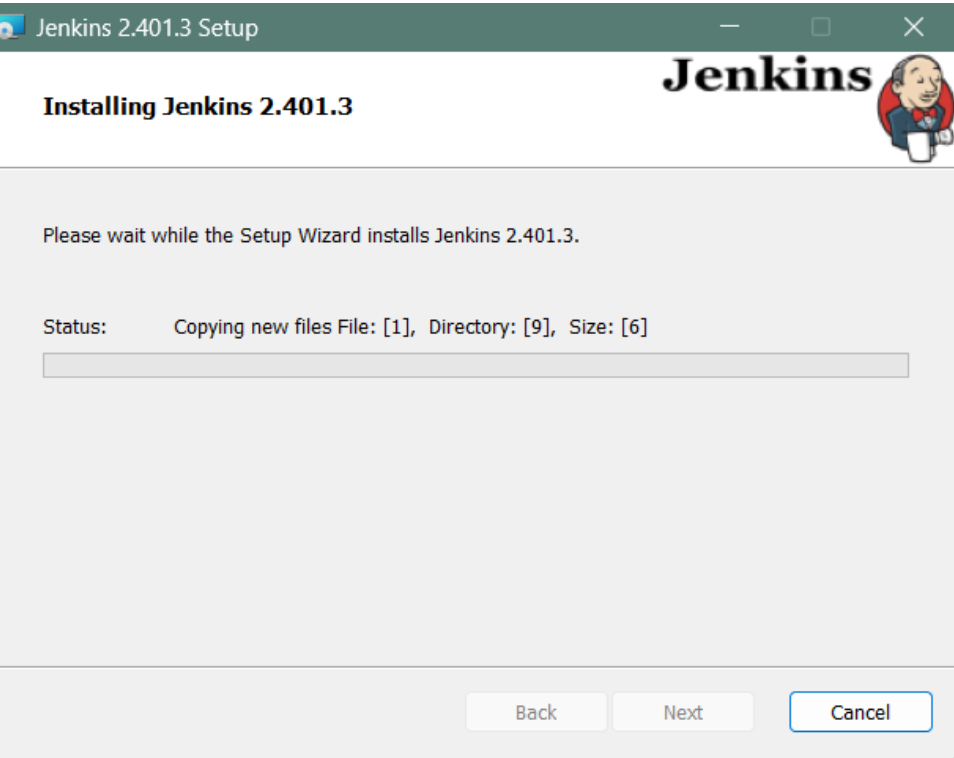 Jenkins 2.401.3 Setup
Jenkins
Installing Jenkins 2.401.3
Please wait while the Setup Wizard installs Jenkins 2.401.3.
Status: Copying new files File: [1], Directory: [9], Size: [6]
Back Next Cancel